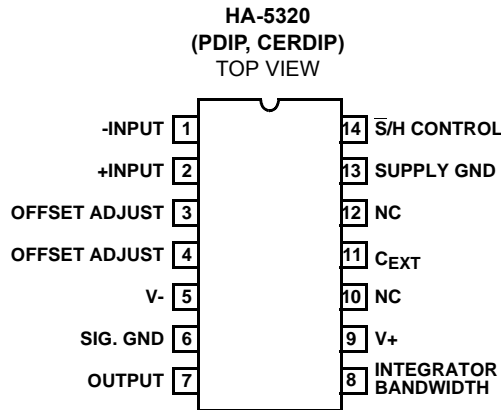 HA-5320
(PDIP, CERDIP)
TOP VIEW
-INPUT 1
+INPUT 2
OFFSET ADJUST 3
OFFSET ADJUST 4
V- 5
SIG. GND 6
OUTPUT 7
14 S̅/H CONTROL
13 SUPPLY GND
12 NC
11 CEXT
10 NC
9 V+
8 INTEGRATOR
BANDWIDTH